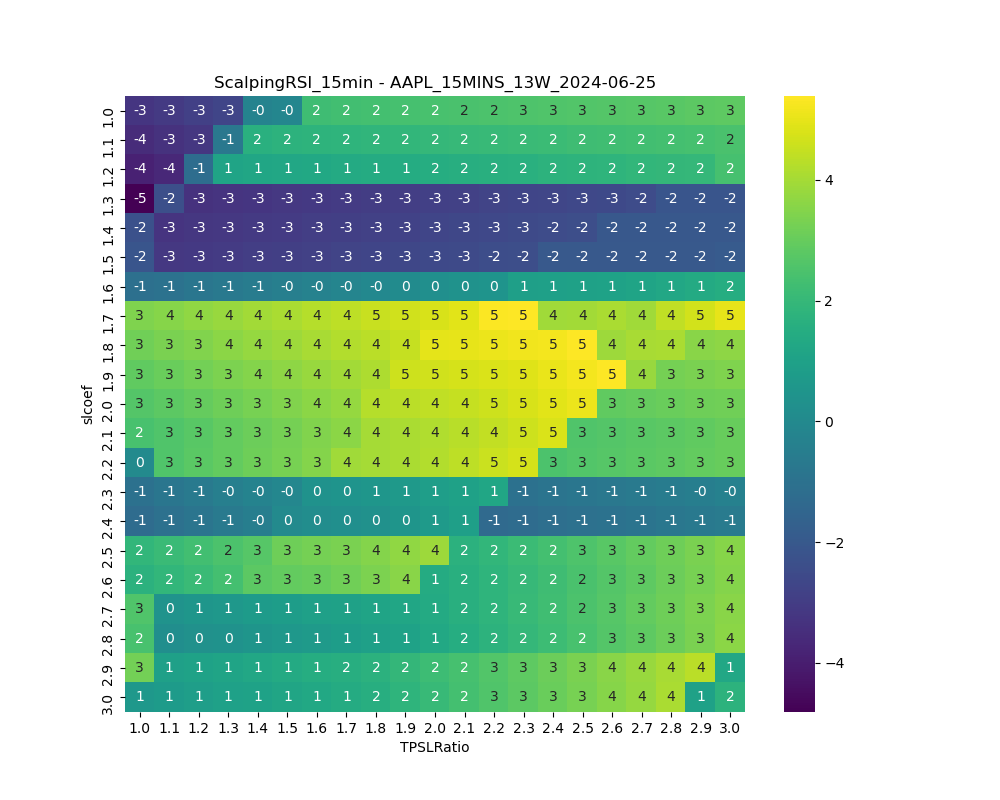 ScalpingRSI_15min - AAPL_15MINS_13W_2024-06-25
1.0 -3 -3 -3 -3 -0 -0 2 2 2 2 2 2 2 3 3 3 3 3 3 3 3
1.1 -4 -3 -3 -1 2 2 2 2 2 2 2 2 2 2 2 2 2 2 2 2 2
1.2 -4 -4 -1 1 1 1 1 1 1 1 2 2 2 2 2 2 2 2 2 2 2
1.3 -5 -2 -3 -3 -3 -3 -3 -3 -3 -3 -3 -3 -3 -3 -3 -3 -3 -2 -2 -2 -2
1.4 -2 -3 -3 -3 -3 -3 -3 -3 -3 -3 -3 -3 -3 -3 -2 -2 -2 -2 -2 -2 -2
1.5 -2 -3 -3 -3 -3 -3 -3 -3 -3 -3 -3 -3 -2 -2 -2 -2 -2 -2 -2 -2 -2
1.6 -1 -1 -1 -1 -1 -0 -0 -0 -0 0 0 0 0 1 1 1 1 1 1 1 2
1.7 3 4 4 4 4 4 4 4 5 5 5 5 5 5 4 4 4 4 4 5 5
1.8 3 3 3 4 4 4 4 4 4 4 5 5 5 5 5 5 4 4 4 4 4
1.9 3 3 3 3 4 4 4 4 4 5 5 5 5 5 5 5 5 4 3 3 3
2.0 3 3 3 3 3 3 4 4 4 4 4 4 5 5 5 5 3 3 3 3 3
2.1 2 3 3 3 3 3 3 4 4 4 4 4 4 5 5 3 3 3 3 3 3
2.2 0 3 3 3 3 3 3 4 4 4 4 4 5 5 3 3 3 3 3 3 3
2.3 -1 -1 -1 -0 -0 -0 0 0 1 1 1 1 1 -1 -1 -1 -1 -1 -1 -0 -0
2.4 -1 -1 -1 -1 -0 0 0 0 0 0 1 1 -1 -1 -1 -1 -1 -1 -1 -1 -1
2.5 2 2 2 2 3 3 3 3 4 4 4 2 2 2 2 3 3 3 3 3 4
2.6 2 2 2 2 3 3 3 3 3 4 1 2 2 2 2 2 3 3 3 3 4
2.7 3 0 1 1 1 1 1 1 1 1 1 2 2 2 2 2 3 3 3 3 4
2.8 2 0 0 0 1 1 1 1 1 1 1 2 2 2 2 2 3 3 3 3 4
2.9 3 1 1 1 1 1 1 2 2 2 2 2 3 3 3 3 4 4 4 4 1
3.0 1 1 1 1 1 1 1 1 2 2 2 2 3 3 3 3 4 4 4 1 2
1.0 1.1 1.2 1.3 1.4 1.5 1.6 1.7 1.8 1.9 2.0 2.1 2.2 2.3 2.4 2.5 2.6 2.7 2.8 2.9 3.0
TPSLRatio
slcoef
4
2
0
−2
−4